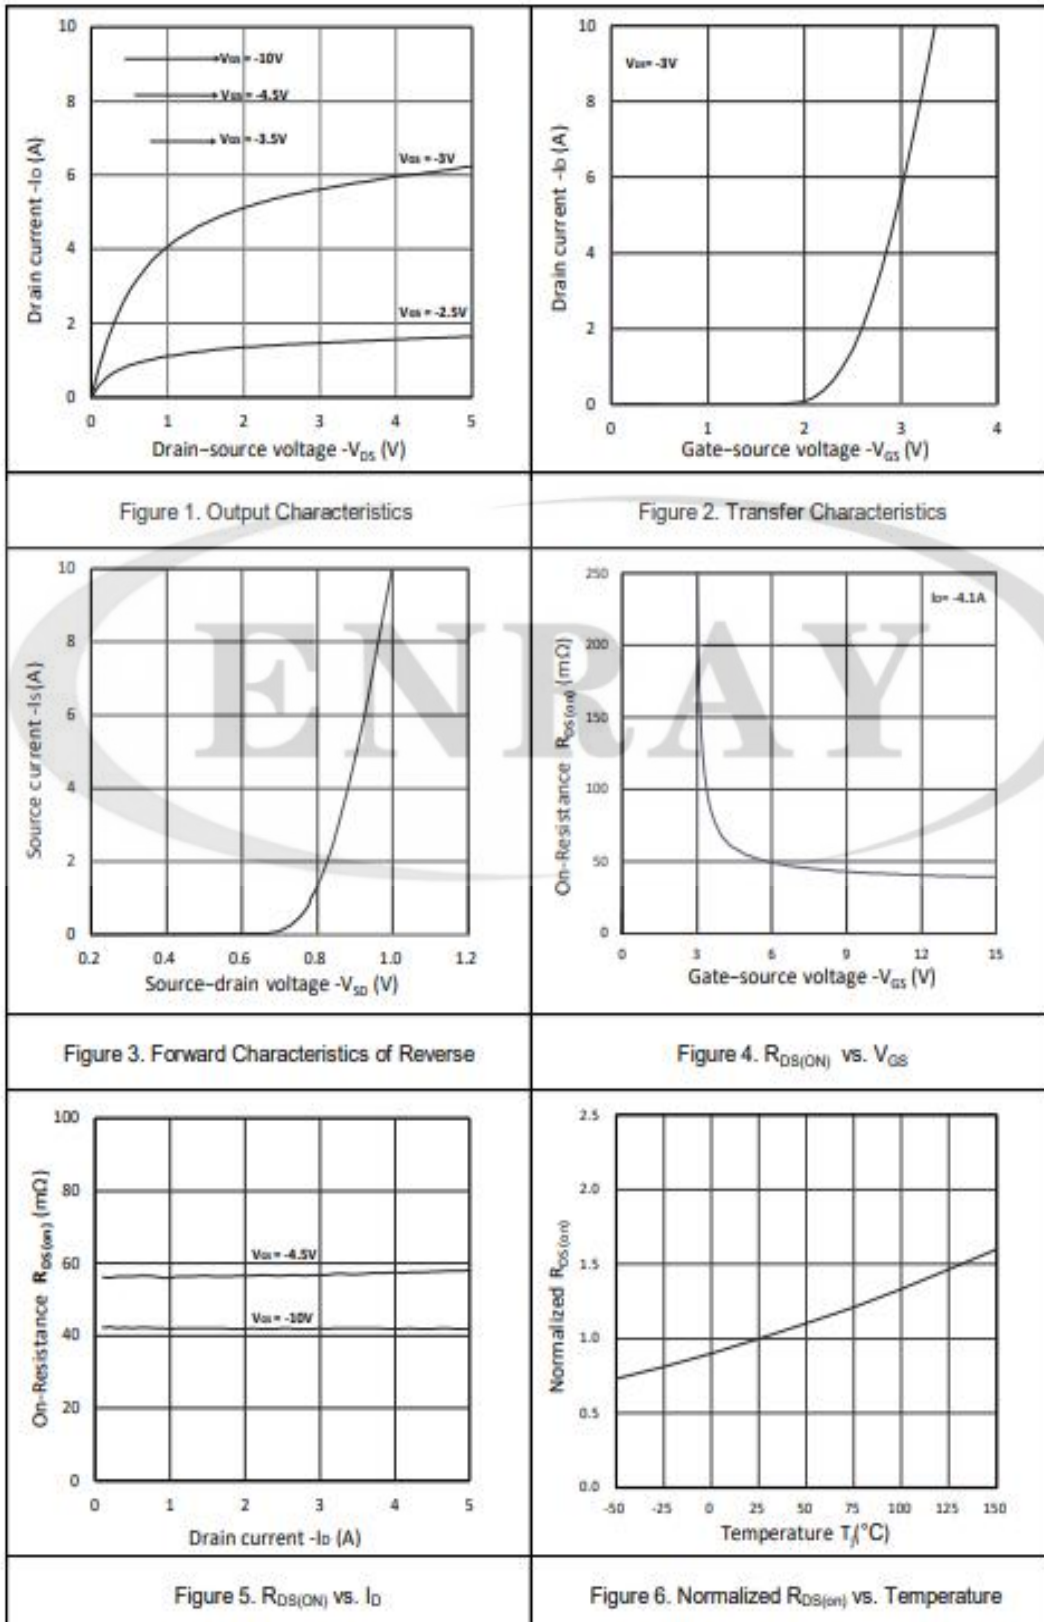 10
8
6
4
2
0
Drain current -ID (A)
VGS = -10V
VGS = -4.5V
VGS = -3.5V
VGS = -3V
VGS = -2.5V
0 1 2 3 4 5
Drain-source voltage -VDS (V)
Figure 1. Output Characteristics
10
8
6
4
2
0
Drain current -ID (A)
VDS= -3V
0 1 2 3 4
Gate-source voltage -VGS (V)
Figure 2. Transfer Characteristics
ENRAY
10
8
6
4
2
0
Source current -IS (A)
0.2 0.4 0.6 0.8 1.0 1.2
Source-drain voltage -VSD (V)
Figure 3. Forward Characteristics of Reverse
250
200
150
100
50
0
On-Resistance RDS(on) (mΩ)
ID= -4.1A
0 3 6 9 12 15
Gate-source voltage -VGS (V)
Figure 4. RDS(ON) vs. VGS
100
80
60
40
20
0
On-Resistance RDS(on) (mΩ)
VGS = -4.5V
VGS = -10V
0 1 2 3 4 5
Drain current -ID (A)
Figure 5. RDS(ON) vs. ID
2.5
2.0
1.5
1.0
0.5
0.0
Normalized RDS(on)
-50 -25 0 25 50 75 100 125 150
Temperature Tj(°C)
Figure 6. Normalized RDS(on) vs. Temperature